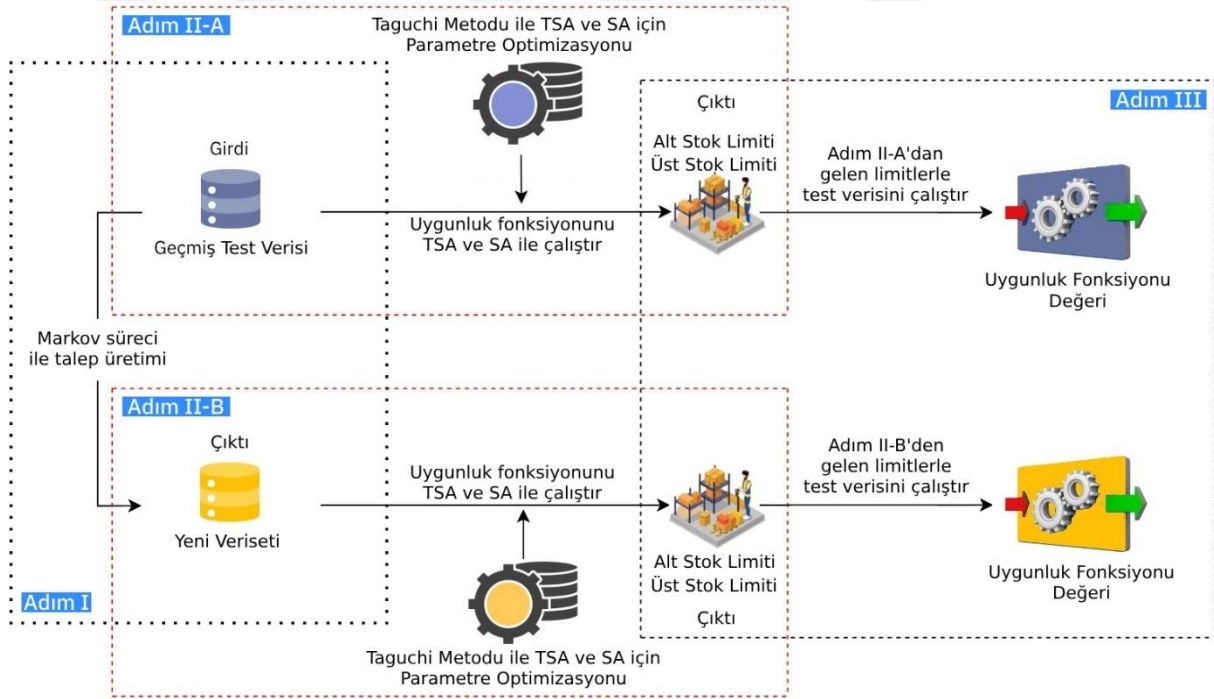 Adım II-A
Taguchi Metodu ile TSA ve SA için
Parametre Optimizasyonu
Adım III
Girdi
Geçmiş Test Verisi
Uygunluk fonksiyonunu
TSA ve SA ile çalıştır
Çıktı
Alt Stok Limiti
Üst Stok Limiti
Adım II-A'dan
gelen limitlerle
test verisini çalıştır
Uygunluk Fonksiyonu
Değeri
Markov süreci
ile talep üretimi
Adım II-B
Çıktı
Yeni Veriseti
Uygunluk fonksiyonunu
TSA ve SA ile çalıştır
Alt Stok Limiti
Üst Stok Limiti
Çıktı
Adım II-B'den
gelen limitlerle
test verisini çalıştır
Uygunluk Fonksiyonu
Değeri
Adım I
Taguchi Metodu ile TSA ve SA için
Parametre Optimizasyonu